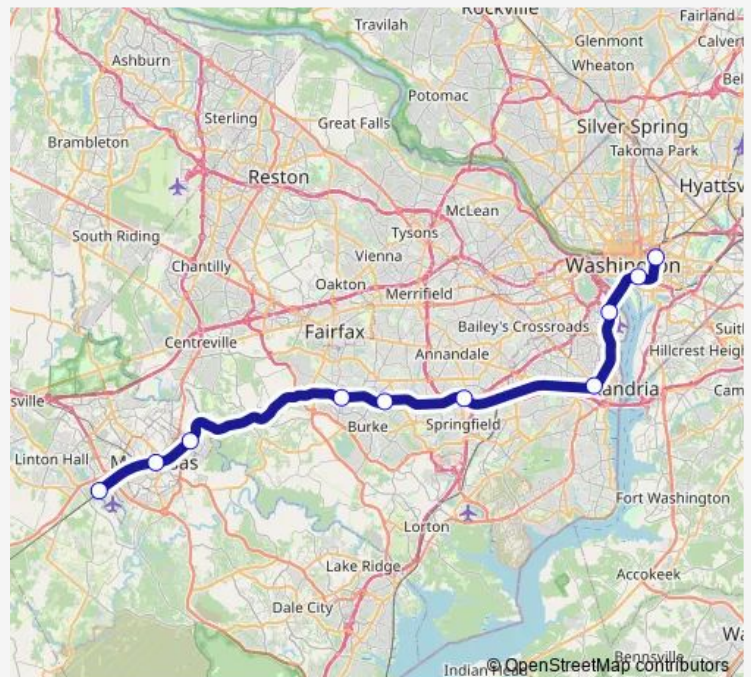 Rockville
Travilah
Fairland
Glenmont
Calvert
Ashburn
Wheaton
Bel
Potomac
Sterling
Great Falls
Silver Spring
Brambleton
Takoma Park
Reston
Hyattsv
McLean
Tysons
South Riding
Vienna
Chantilly
Washington
Oakton
Merrifield
Bailey's Crossroads
Suitl
Fairfax
Centreville
Annandale
Hillcrest Heigh
andria
Cam
sville
Burke
Springfield
Linton Hall
M
sas
Fort Washington
Lorton
Lake Ridge
Accokeek
Dale City
Wa
Bennsville
Indian Head
© OpenStreetMap contributors